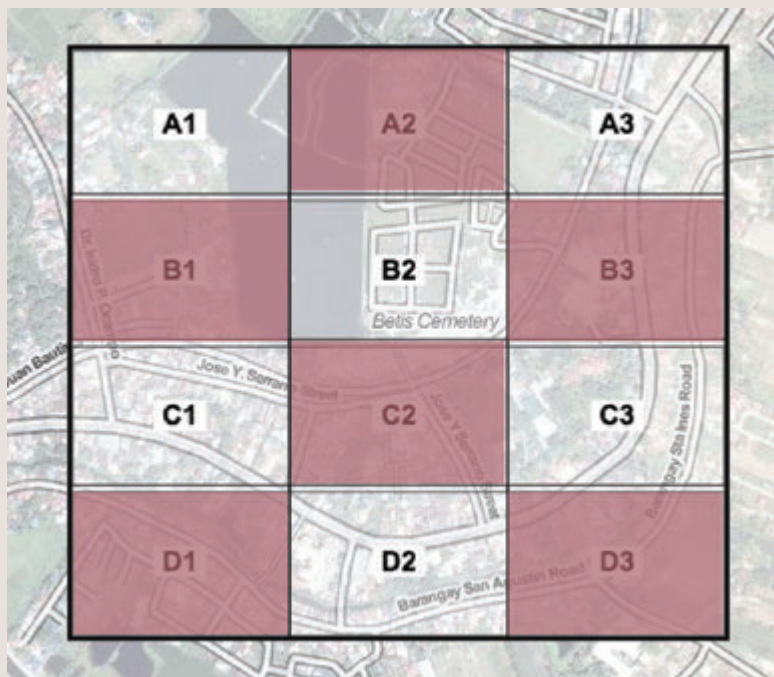 A1
A2
A3
B1
B2
B3
Betis Cemetery
Jose Y. Serrano Street
C1
C2
C3
Jose Y Serrano Street
Barangay Sta Ines Road
D1
D2
D3
Barangay San Agustin Road